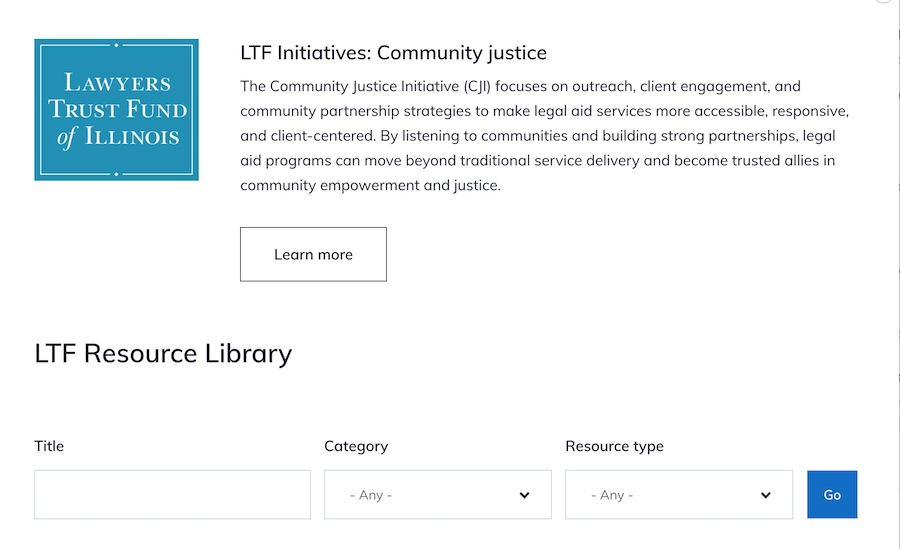 LAWYERS
TRUST FUND
of ILLINOIS
LTF Initiatives: Community justice
The Community Justice Initiative (CJI) focuses on outreach, client engagement, and
community partnership strategies to make legal aid services more accessible, responsive,
and client-centered. By listening to communities and building strong partnerships, legal
aid programs can move beyond traditional service delivery and become trusted allies in
community empowerment and justice.
Learn more
LTF Resource Library
Title
Category
Resource type
- Any -
- Any -
Go